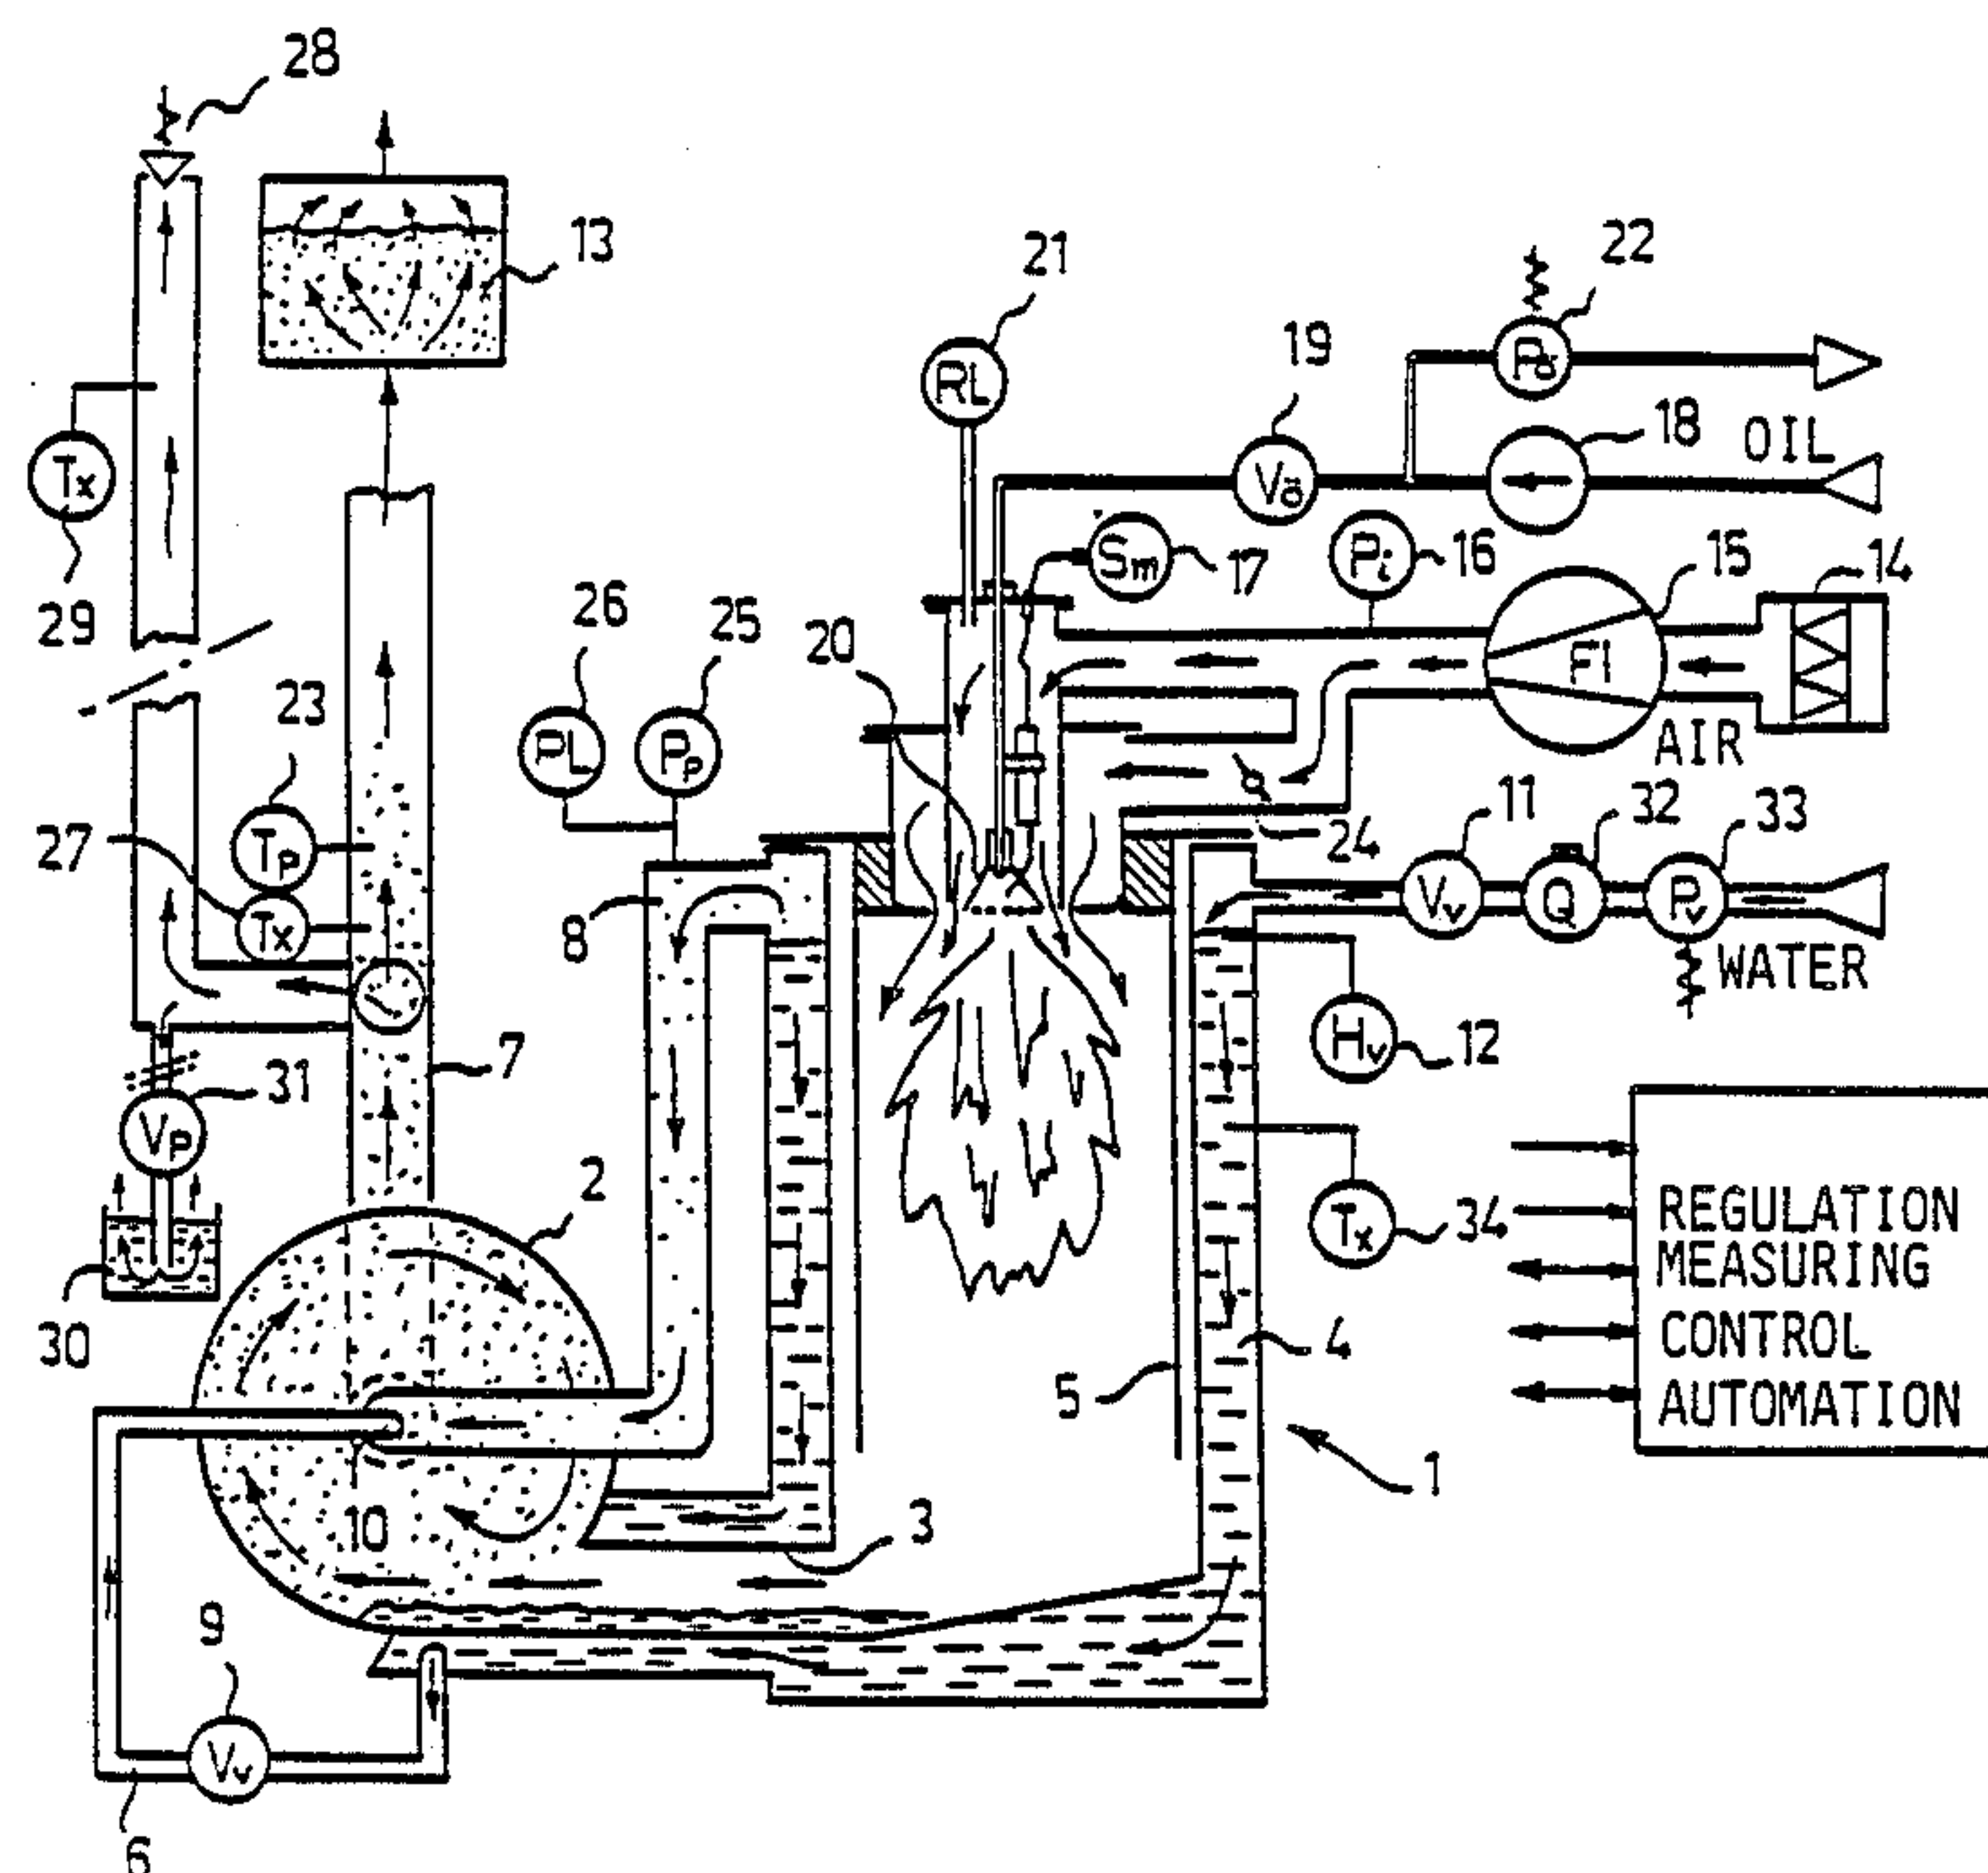 28
13
21
22
19
18
OIL
RL
Pö
Vö
Tx
29
Sm
17
Pi
16
15
14
FI
AIR
26
25
20
23
PL
Pp
27
Tp
Tx
24
11
32
33
Vv
Q
Pv
WATER
8
7
Hv
12
31
Vp
2
30
Tx
34
REGULATION
MEASURING
CONTROL
AUTOMATION
4
5
1
10
3
9
Vv
6